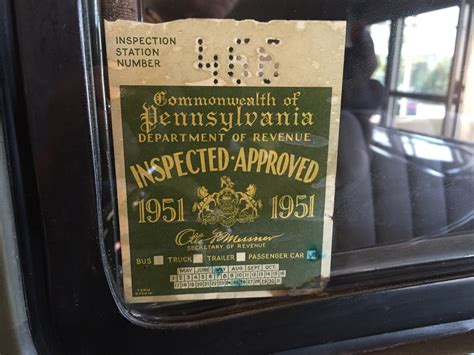 INSPECTION
STATION
NUMBER
466
Commonwealth of
Pennsylvania
DEPARTMENT OF REVENUE
INSPECTED·APPROVED
1951 1951
SECRETARY OF REVENUE
BUS TRUCK TRAILER PASSENGER CAR
MAY JUNE JULY AUG SEPT OCT.